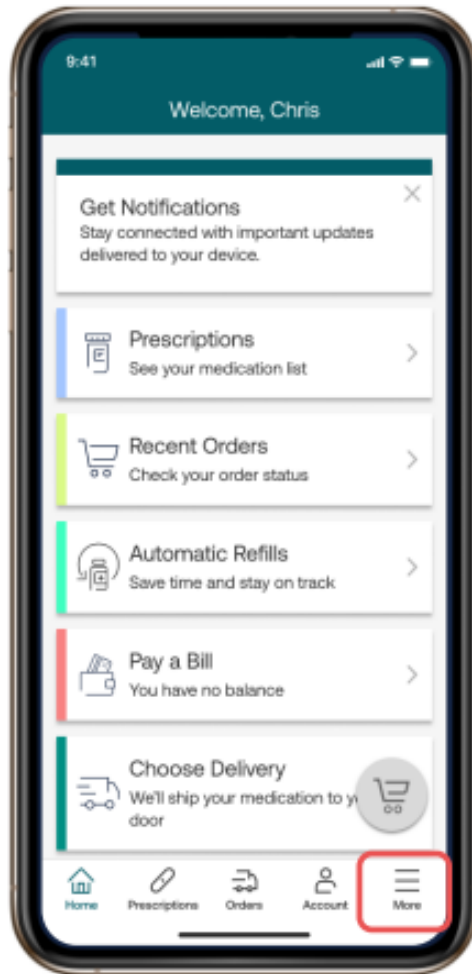 9:41
Welcome, Chris
Get Notifications
Stay connected with important updates
delivered to your device.
Prescriptions
See your medication list
Recent Orders
Check your order status
Automatic Refills
Save time and stay on track
Pay a Bill
You have no balance
Choose Delivery
We'll ship your medication to
door
Home
Prescriptions
Orders
Account
More